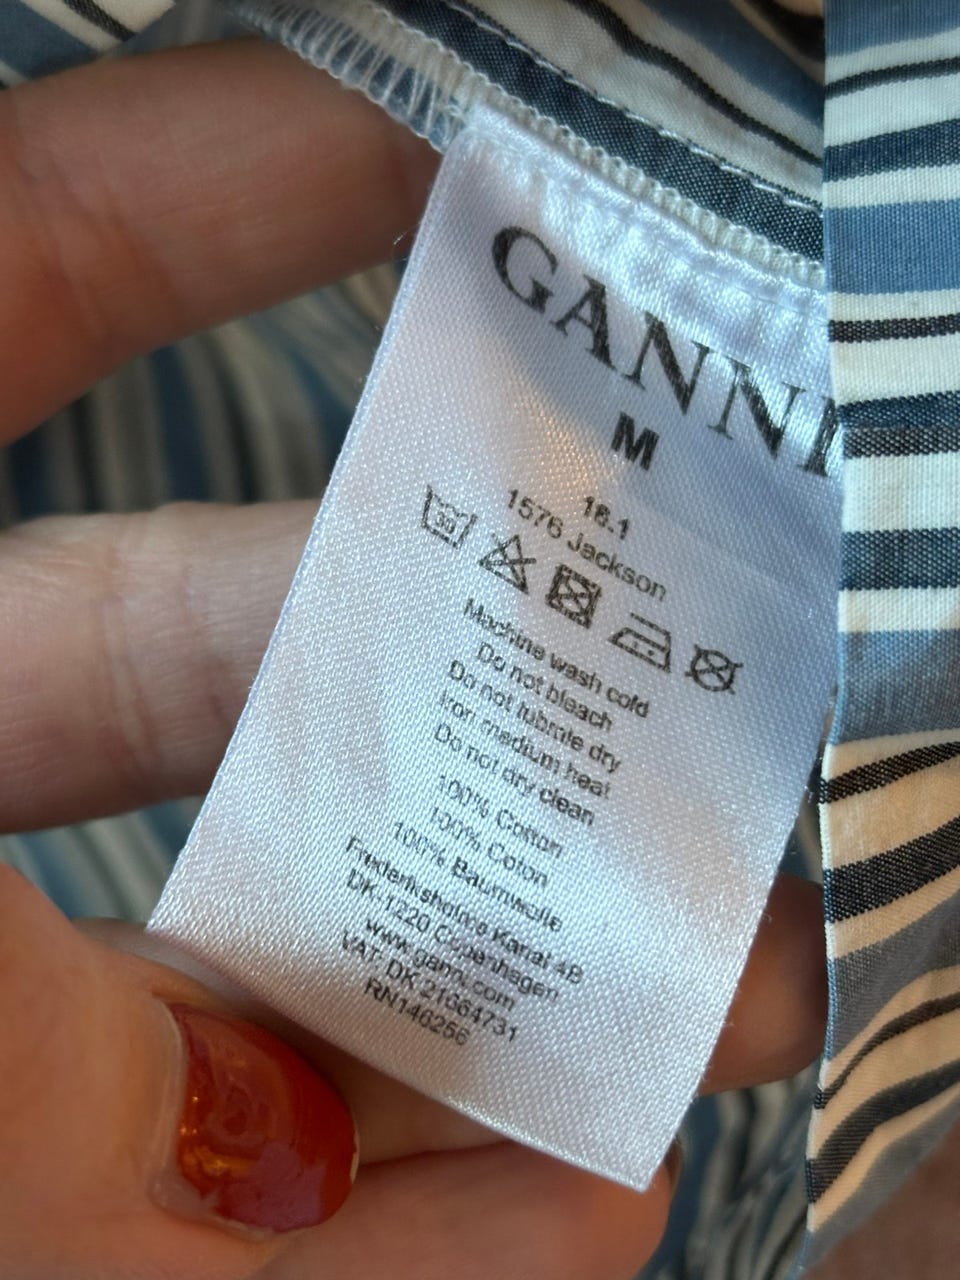 GANNI
M
18.1
1576 Jackson
30
Machine wash cold
Do not bleach
Do not tubmle dry
Iron medium heat
Do not dry clean
100% Cotton
100% Coton
100% Baumwolle
Frederiksholms Kanal 4B
DK-1220 Copenhagen
www.ganni.com
VAT: DK 21664731
RN146256